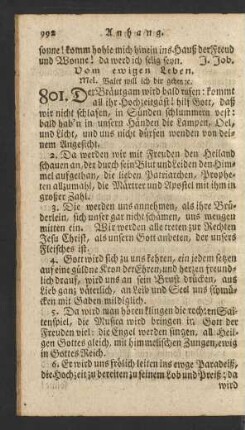 992 Anhang.
sonne! komm hohle mich hinein ins Hauß der Freud
und Wonne! da werd ich selig seyn. J. Job.
Vom ewigen Leben.
Mel. Valet will ich dir geben ꝛc.
801. Der Bräutgam wird bald rufen: kommt
all ihr Hochzeitgäst! hilf Gott, daß
wir nicht schlafen, in Sünden schlummern vest!
bald hab'n in unsern Händen die Lampen, Oel,
und Licht, und uns nicht dürfen wenden von dei-
nem Angesicht.
2. Da werden wir mit Freuden den Heiland
schauen an, der durch sein Blut und Leiden den Him-
mel aufgethan, die lieben Patriarchen, Prophe-
ten allzumahl, die Märtrer und Apostel mit ihm in
großer Zahl.
3. Die werden uns annehmen, als ihre Brü-
derlein, sich unser gar nicht schämen, uns mengen
mitten ein. Wir werden alle treten zur Rechten
Jesu Christ, als unsern Gott anbeten, der unsers
Fleisches ist.
4. Gott wird sich zu uns kehren, ein jedem setzen
auf eine güldne Kron der Ehren, und herzen freund-
lich drauf, wird uns an sein Brust drücken, aus
Lieb ganz väterlich, an Leib und Seel uns schmü-
cken mit Gaben mildiglich.
5. Da wird man hören klingen die recht'n Sai-
tenspiel, die Musica wird bringen in Gott der
Freuden viel: die Engel werden singen, all Heil-
gen Gottes gleich, mit himmelischen Zungen, ewig
in Gottes Reich.
6. Er wird uns frölich leiten ins ewge Paradeiß,
die Hochzeit zu bereiten zu seinem Lob und Preiß: da
wird